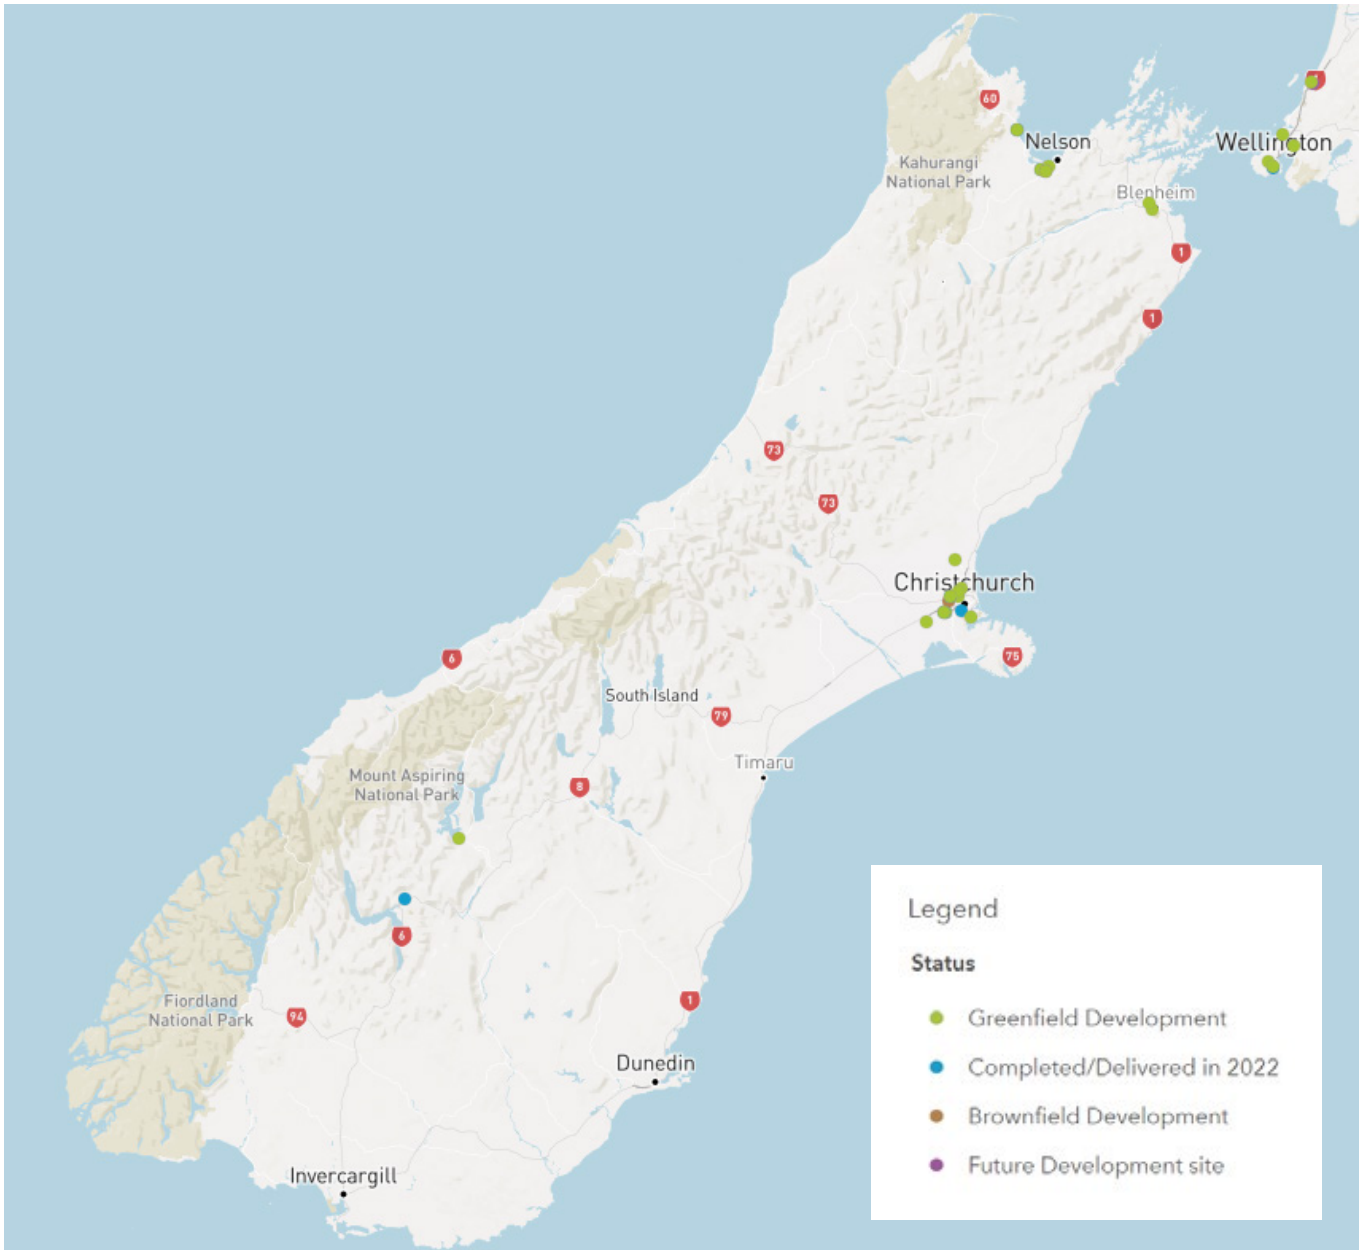 60
1
Nelson
Wellington
Kahurangi
National Park
Blenheim
1
1
73
73
Christchurch
6
75
South Island
79
Timaru
Mount Aspiring
National Park
8
6
Legend
Status
Fiordland
National Park
94
1
Greenfield Development
Dunedin
Completed/Delivered in 2022
Brownfield Development
Future Development site
Invercargill